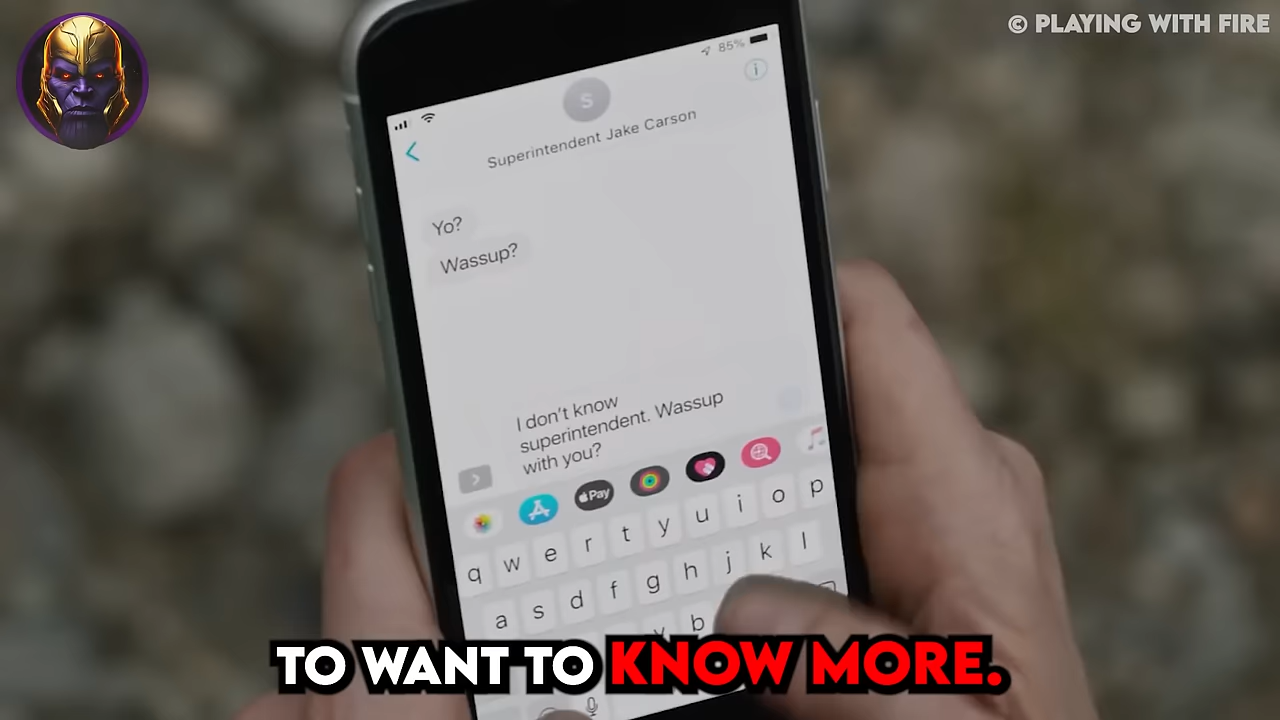 © PLAYING WITH FIRE
85%
S
Superintendent Jake Carson
Yo?
Wassup?
I don't know
superintendent. Wassup
with you?
Pay
q w e r t y u i o p
a s d f g h j k l
v b
TO WANT TO KNOW MORE.